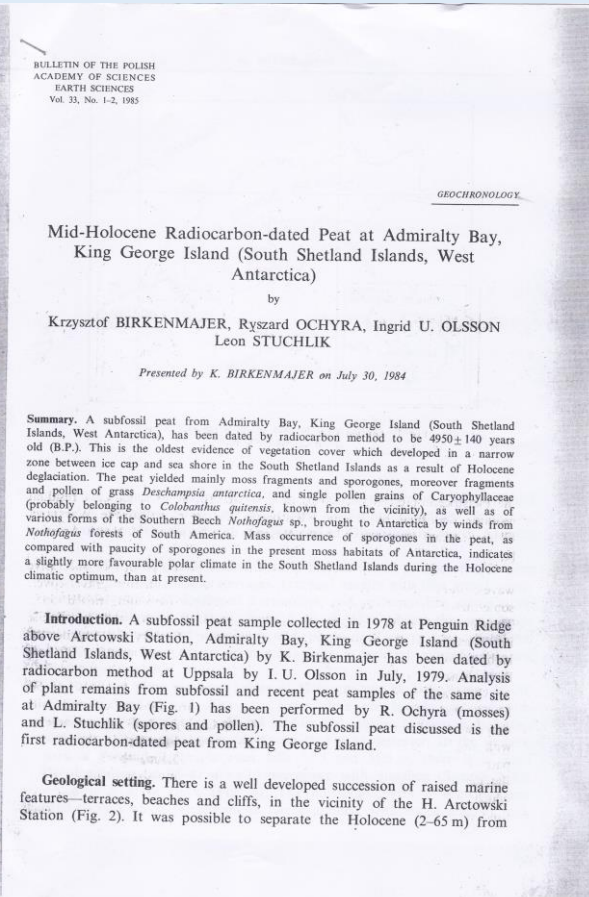 BULLETIN OF THE POLISH
ACADEMY OF SCIENCES
EARTH SCIENCES
Vol. 33, No. 1–2, 1985
GEOCHRONOLOGY
Mid-Holocene Radiocarbon-dated Peat at Admiralty Bay,
King George Island (South Shetland Islands, West
Antarctica)
by
Krzysztof BIRKENMAJER, Ryszard OCHYRA, Ingrid U. OLSSON
Leon STUCHLIK
Presented by K. BIRKENMAJER on July 30, 1984
Summary. A subfossil peat from Admiralty Bay, King George Island (South Shetland
Islands, West Antarctica), has been dated by radiocarbon method to be 4950±140 years
old (B.P.). This is the oldest evidence of vegetation cover which developed in a narrow
zone between ice cap and sea shore in the South Shetland Islands as a result of Holocene
deglaciation. The peat yielded mainly moss fragments and sporogones, moreover fragments
and pollen of grass Deschampsia antarctica, and single pollen grains of Caryophyllaceae
(probably belonging to Colobanthus quitensis, known from the vicinity), as well as of
various forms of the Southern Beech Nothofagus sp., brought to Antarctica by winds from
Nothofagus forests of South America. Mass occurrence of sporogones in the peat, as
compared with paucity of sporogones in the present moss habitats of Antarctica, indicates
a slightly more favourable polar climate in the South Shetland Islands during the Holocene
climatic optimum, than at present.
Introduction. A subfossil peat sample collected in 1978 at Penguin Ridge
above Arctowski Station, Admiralty Bay, King George Island (South
Shetland Islands, West Antarctica) by K. Birkenmajer has been dated by
radiocarbon method at Uppsala by I. U. Olsson in July, 1979. Analysis
of plant remains from subfossil and recent peat samples of the same site
at Admiralty Bay (Fig. 1) has been performed by R. Ochyra (mosses)
and L. Stuchlik (spores and pollen). The subfossil peat discussed is the
first radiocarbon-dated peat from King George Island.
Geological setting. There is a well developed succession of raised marine
features—terraces, beaches and cliffs, in the vicinity of the H. Arctowski
Station (Fig. 2). It was possible to separate the Holocene (2–65 m) from